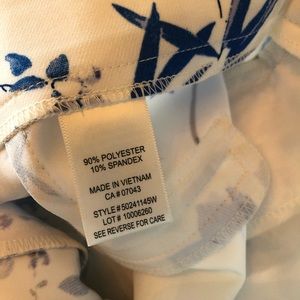 90% POLYESTER
10% SPANDEX
MADE IN VIETNAM
CA # 07043
STYLE # 50241145W
LOT # 10006260
SEE REVERSE FOR CARE